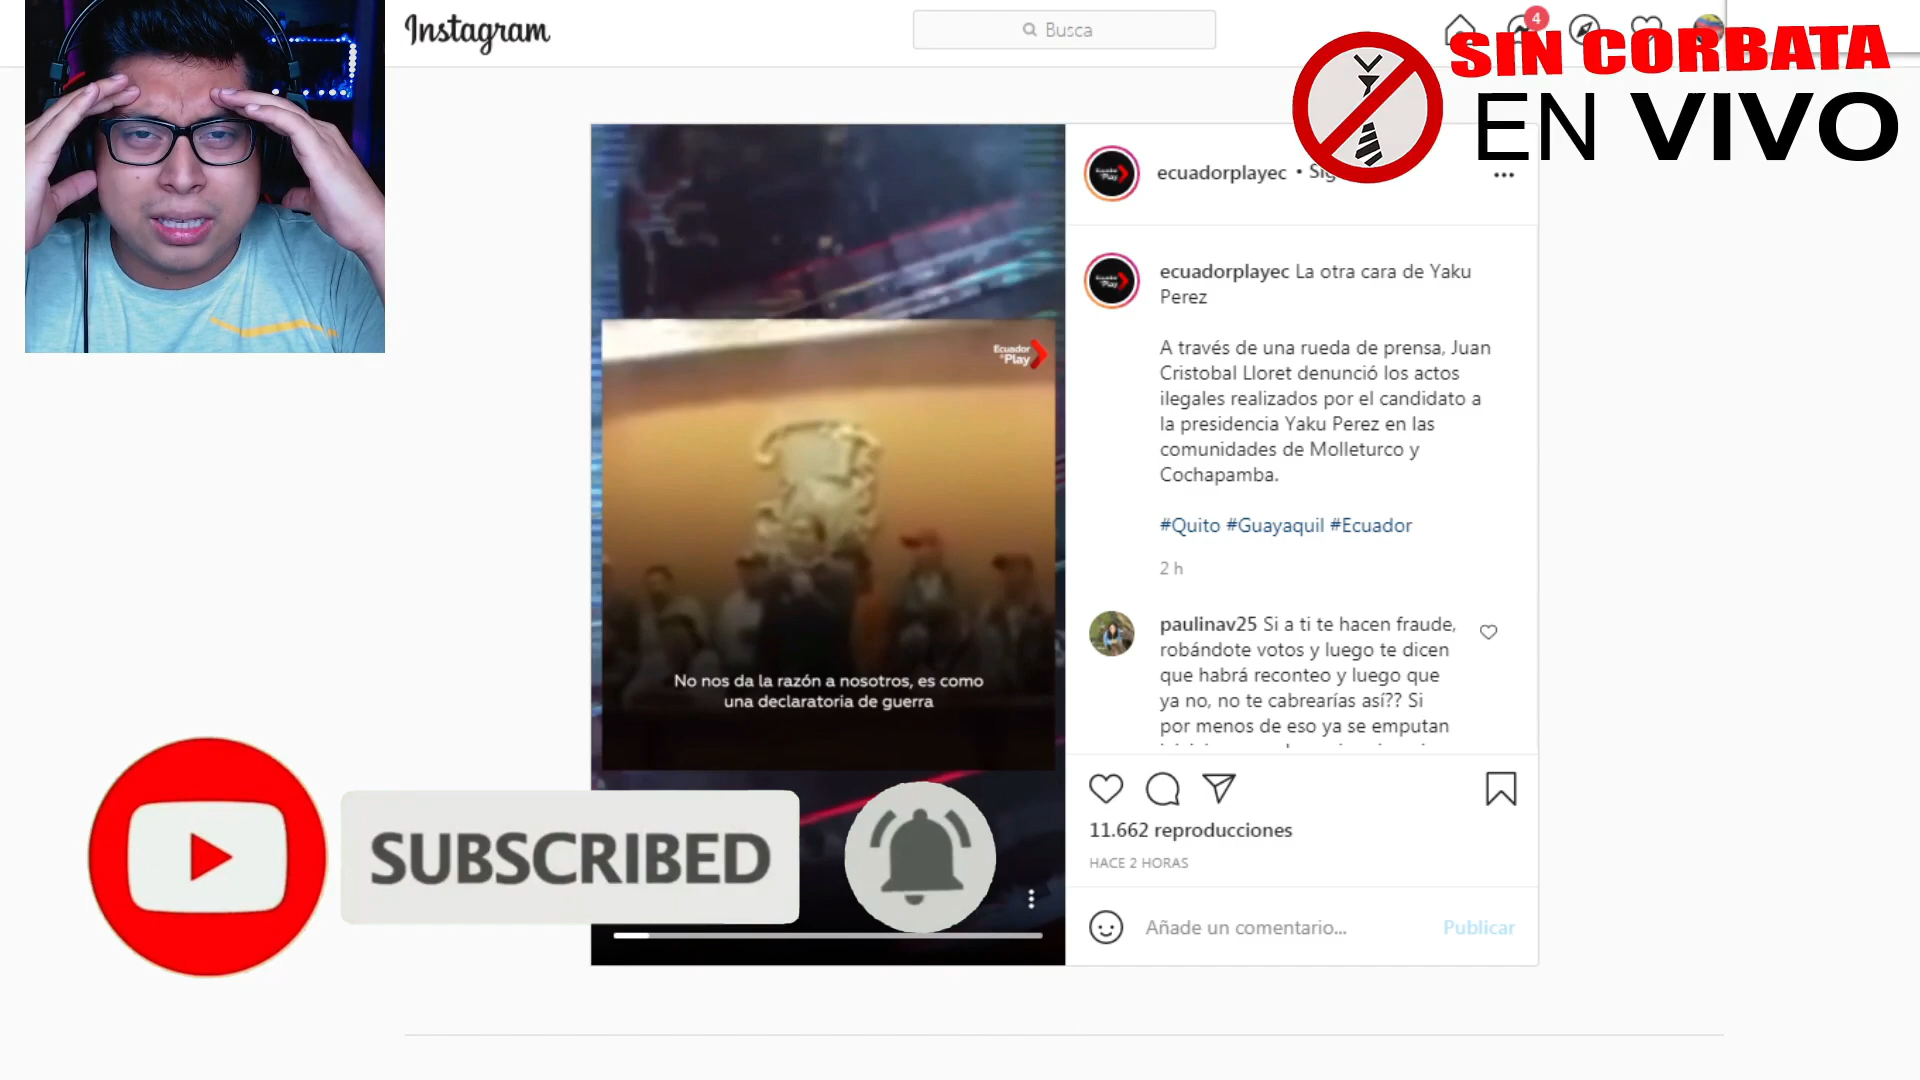 Instagram
Busca
4
SIN CORBATA
EN VIVO
ecuadorplayec •
ecuadorplayec La otra cara de Yaku
Perez
A través de una rueda de prensa, Juan
Cristobal Lloret denunció los actos
ilegales realizados por el candidato a
la presidencia Yaku Perez en las
comunidades de Molleturco y
Cochapamba.
#Quito #Guayaquil #Ecuador
2 h
paulinav25 Si a ti te hacen fraude,
robándote votos y luego te dicen
que habrá reconteo y luego que
ya no, no te cabrearías así?? Si
por menos de eso ya se emputan
Ecuador
Play
No nos da la razón a nosotros, es como
una declaratoria de guerra
SUBSCRIBED
11.662 reproducciones
HACE 2 HORAS
Añade un comentario...
Publicar